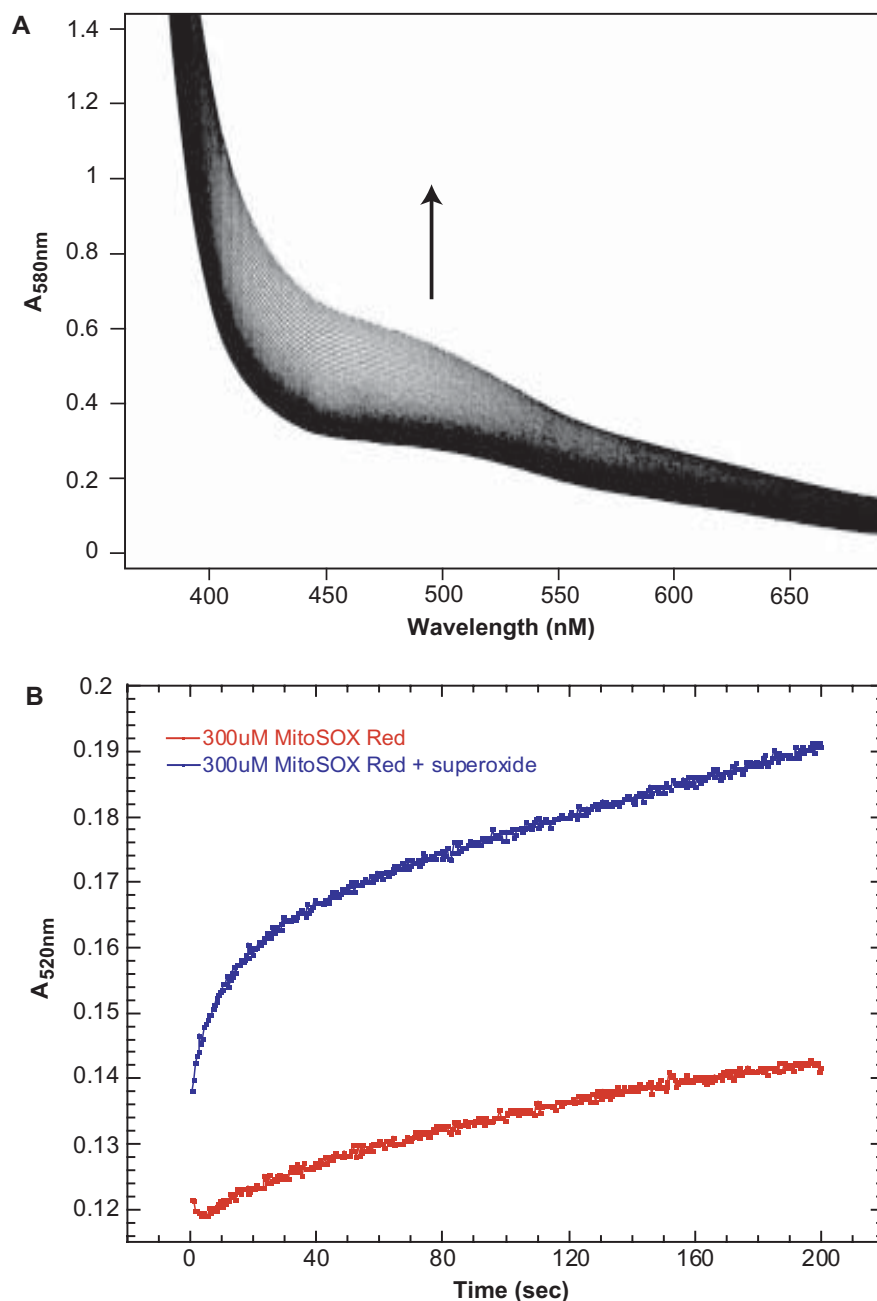 A
1.4
1.2
1
0.8
0.6
0.4
0.2
0
A580nm
400 450 500 550 600 650
Wavelength (nM)
B
0.2
0.19
0.18
0.17
0.16
0.15
0.14
0.13
0.12
A520nm
300uM MitoSOX Red
300uM MitoSOX Red + superoxide
0 40 80 120 160 200
Time (sec)